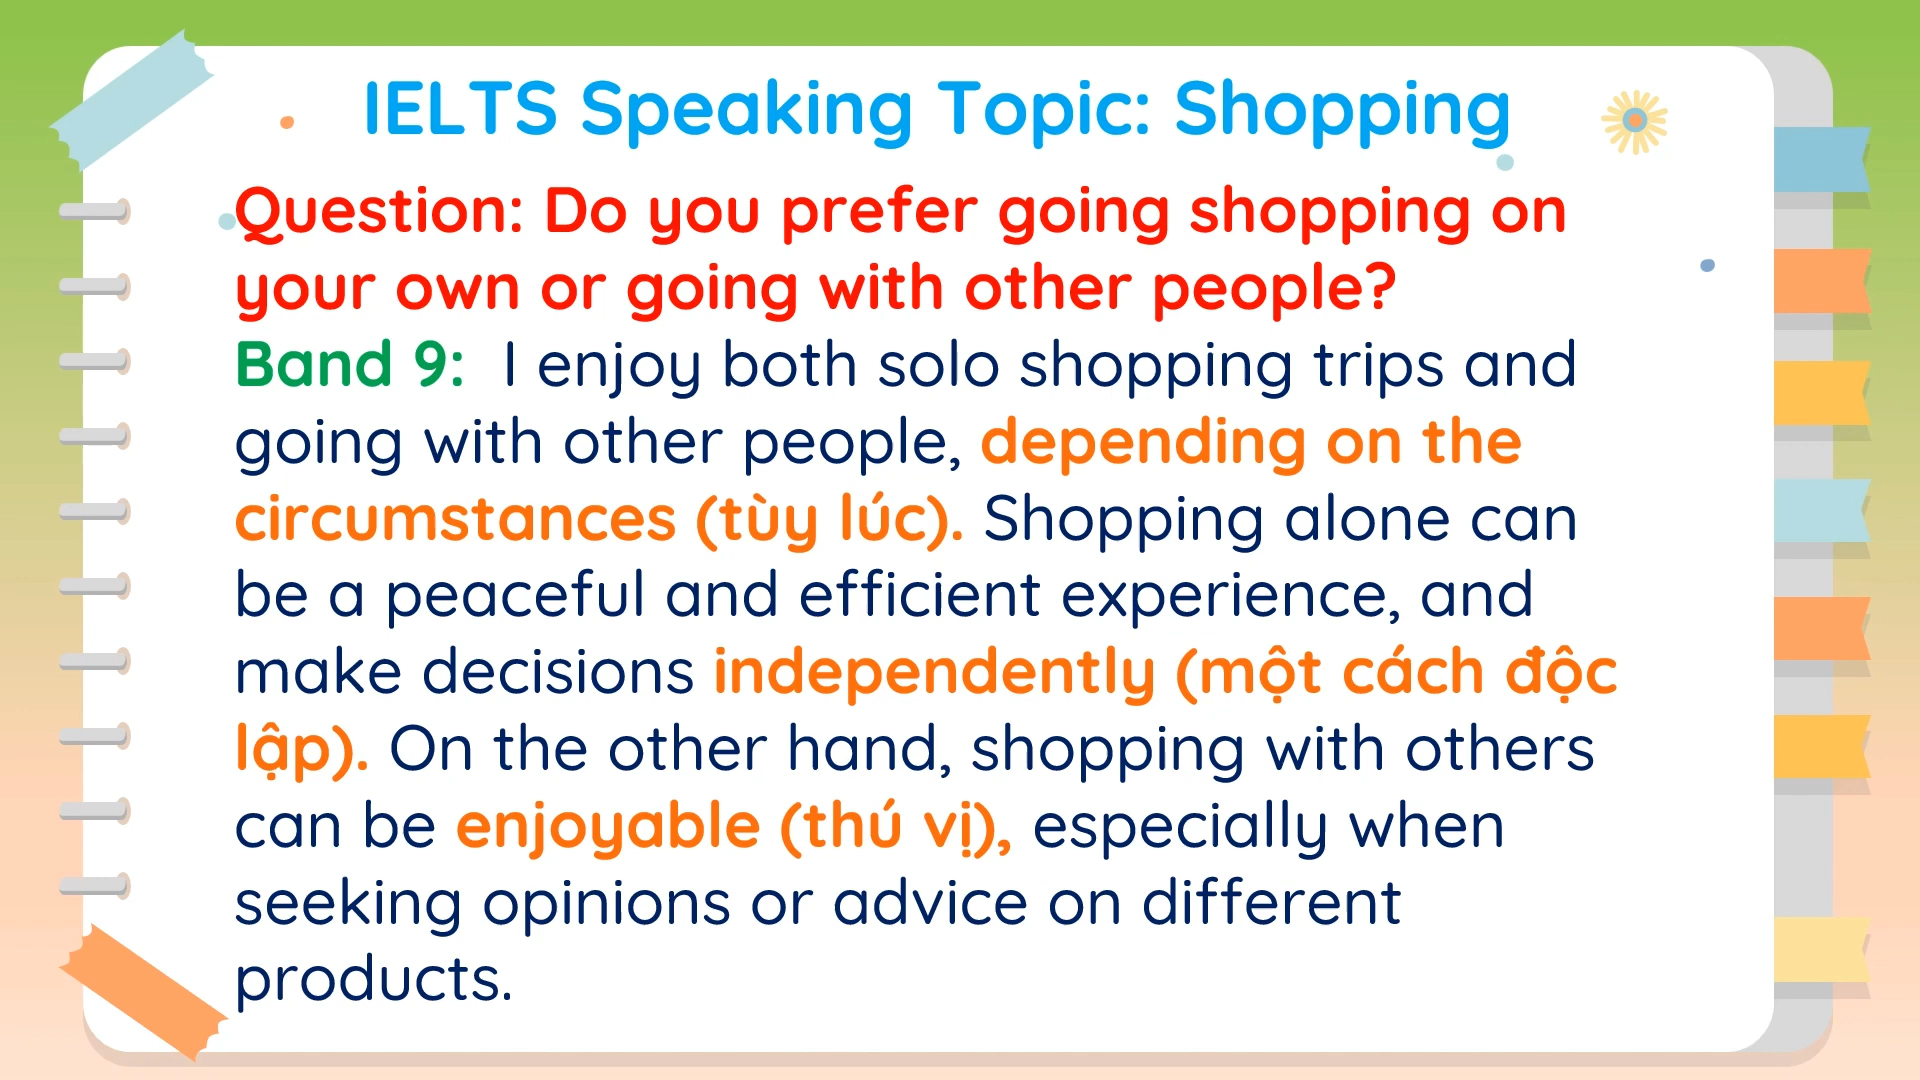 IELTS Speaking Topic: Shopping
Question: Do you prefer going shopping on
your own or going with other people?
Band 9: I enjoy both solo shopping trips and
going with other people, depending on the
circumstances (tùy lúc). Shopping alone can
be a peaceful and efficient experience, and
make decisions independently (một cách độc
lập). On the other hand, shopping with others
can be enjoyable (thú vị), especially when
seeking opinions or advice on different
products.